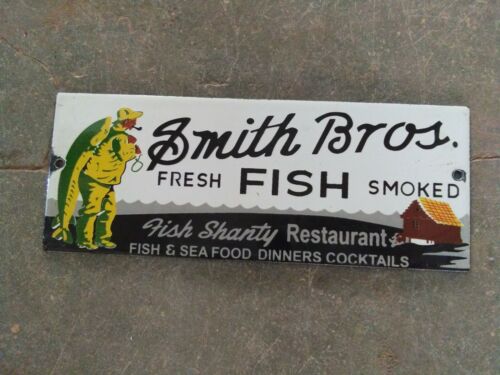 Smith Bros.
FRESH FISH SMOKED
Fish Shanty Restaurant
FISH & SEA FOOD DINNERS COCKTAILS